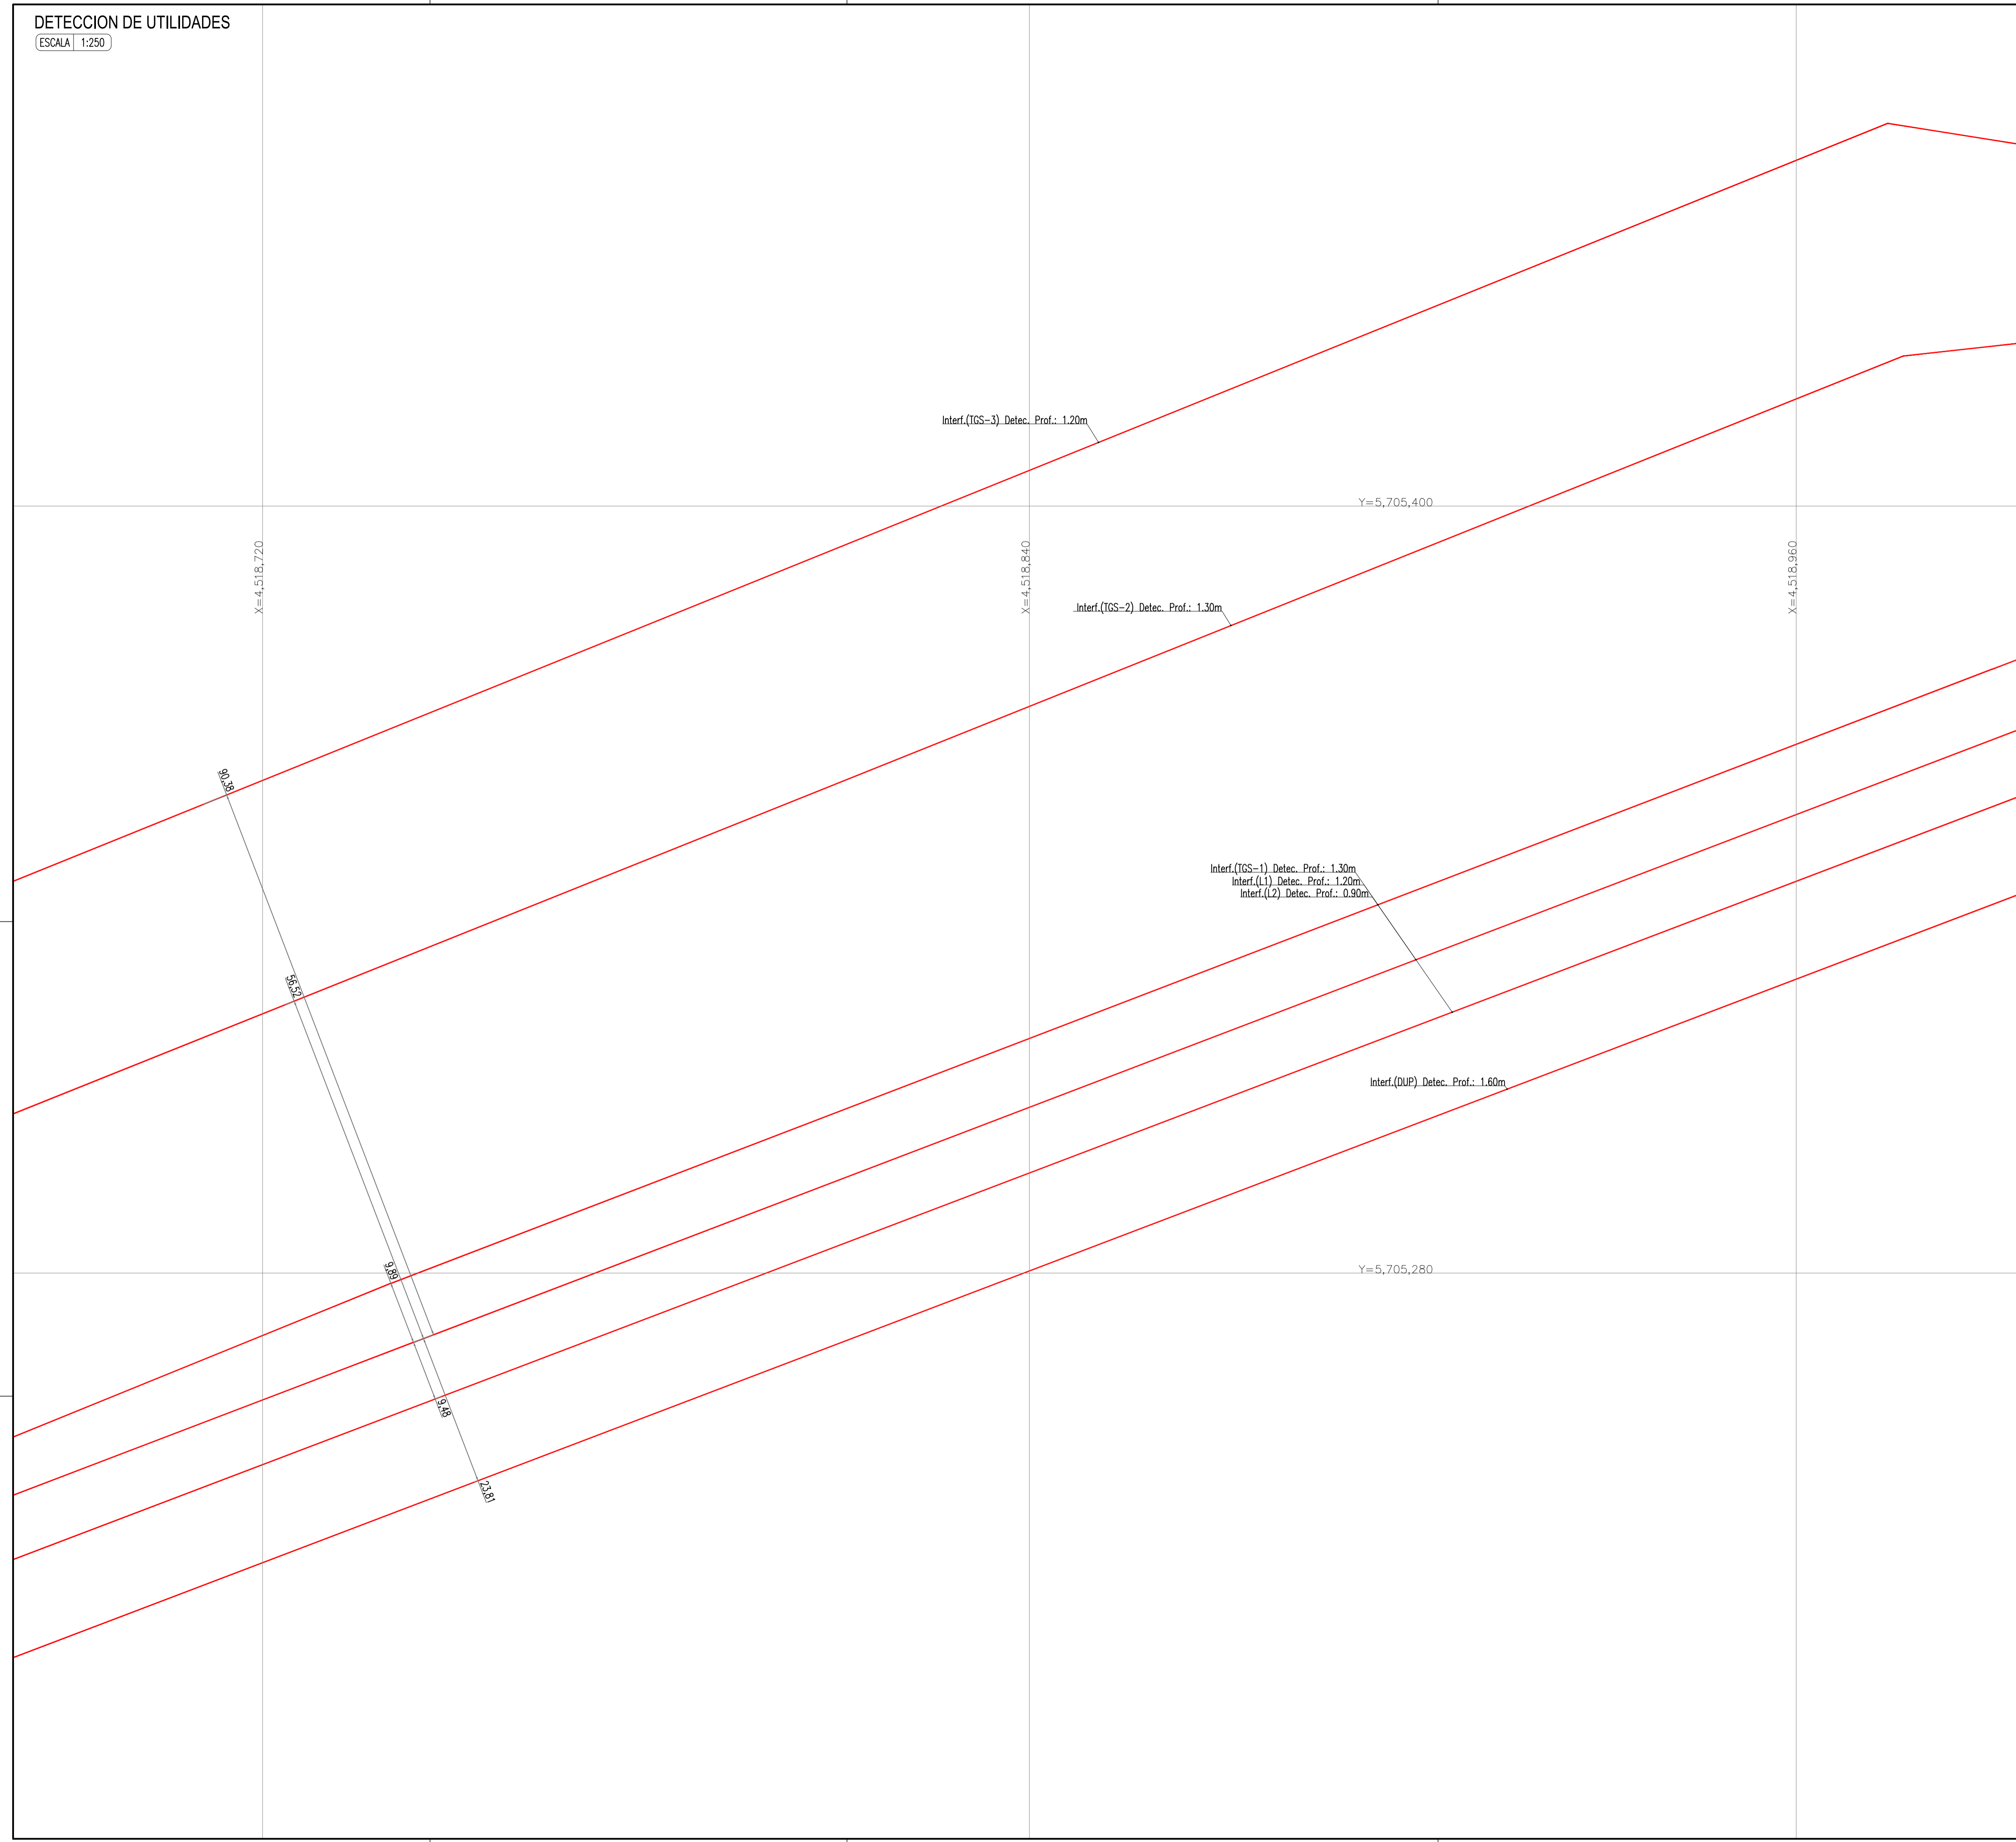 DETECCION DE UTILIDADES
ESCALA 1:250
Interf.(TGS-3) Detec. Prof.: 1.20m
Y=5,705,400
X=4,518,720
X=4,518,840
X=4,518,960
Interf.(TGS-2) Detec. Prof.: 1.30m
90,38
Interf.(TGS-1) Detec. Prof.: 1.30m
Interf.(L1) Detec. Prof.: 1.20m
Interf.(L2) Detec. Prof.: 0.90m
56,52
Interf.(DUP) Detec. Prof.: 1.60m
9,89
Y=5,705,280
9,48
23,81